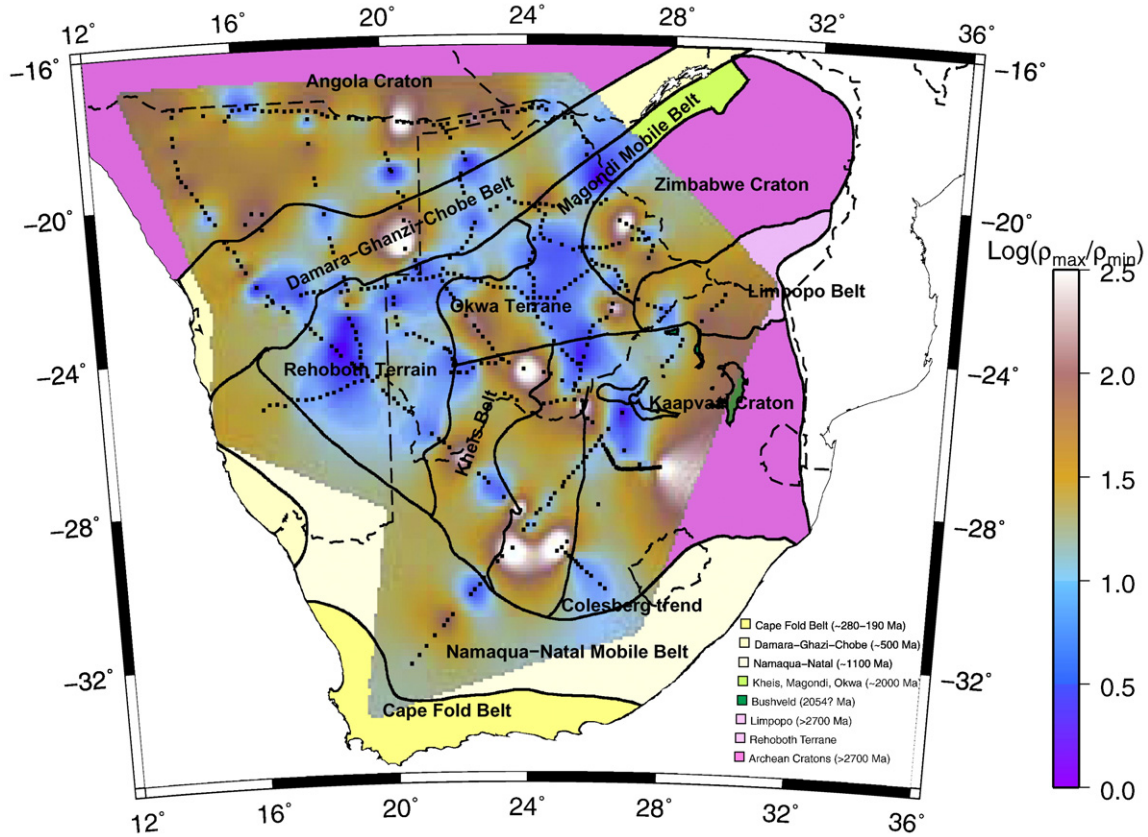 12° 16° 20° 24° 28° 32° 36°
−16° −16°
Angola Craton
Magondi Mobile Belt
Zimbabwe Craton
Damara−Ghanzi−Chobe Belt
−20° −20°
Log(ρmax/ρmin)
Limpopo Belt
Okwa Terrane
Rehoboth Terrain
−24° −24°
Kaapvaal Craton
Kheis Belt
−28° −28°
Colesberg trend
Namaqua−Natal Mobile Belt
−32° −32°
Cape Fold Belt
Cape Fold Belt (~280−190 Ma)
Damara−Ghazi−Chobe (~500 Ma)
Namaqua−Natal (~1100 Ma)
Kheis, Magondi, Okwa (~2000 Ma)
Bushveld (2054? Ma)
Limpopo (>2700 Ma)
Rehoboth Terrane
Archean Cratons (>2700 Ma)
2.5
2.0
1.5
1.0
0.5
0.0
12° 16° 20° 24° 28° 32° 36°